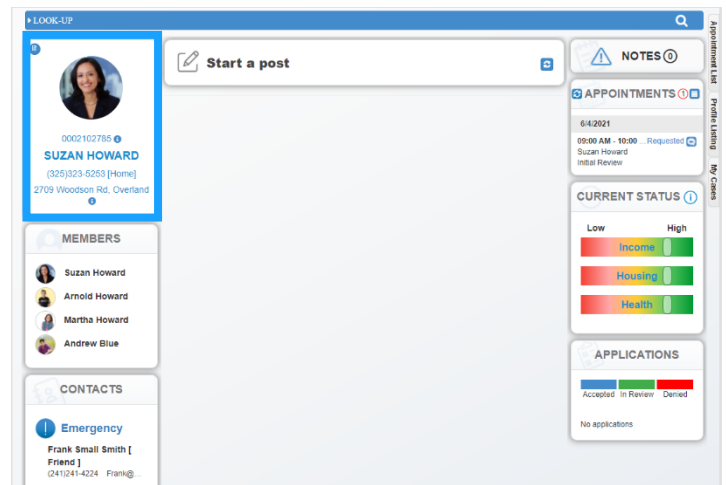 LOOK-UP
0002102785
SUZAN HOWARD
(325)323-5253 [Home]
2709 Woodson Rd, Overland
MEMBERS
Suzan Howard
Arnold Howard
Martha Howard
Andrew Blue
CONTACTS
Emergency
Frank Small Smith [
Friend ]
(241)241-4224 Frank@...
Start a post
NOTES 0
APPOINTMENTS 1
6/4/2021
09:00 AM - 10:00 ... Requested
Suzan Howard
Initial Review
CURRENT STATUS
Low High
Income
Housing
Health
APPLICATIONS
Accepted In Review Denied
No applications
Appointment List
Profile Listing
My Cases